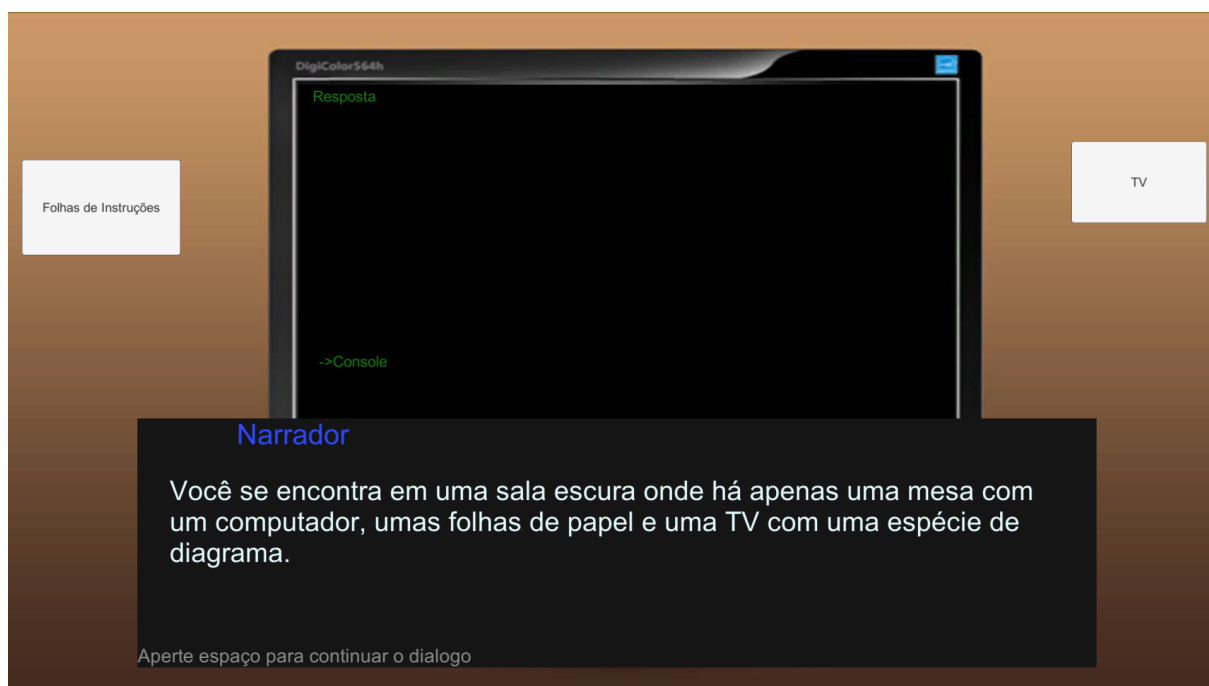 DigiColorS64h
Resposta
Folhas de Instruções
TV
->Console
Narrador
Você se encontra em uma sala escura onde há apenas uma mesa com
um computador, umas folhas de papel e uma TV com uma espécie de
diagrama.
Aperte espaço para continuar o dialogo